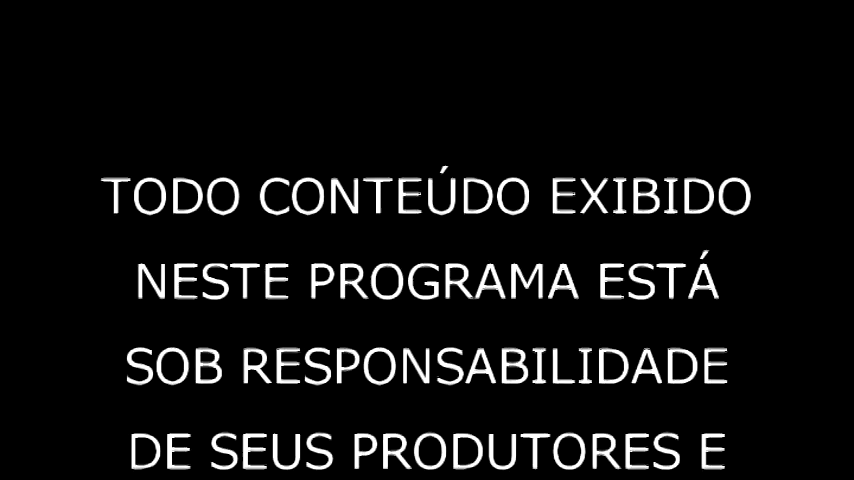 TODO CONTEÚDO EXIBIDO
NESTE PROGRAMA ESTÁ
SOB RESPONSABILIDADE
DE SEUS PRODUTORES E